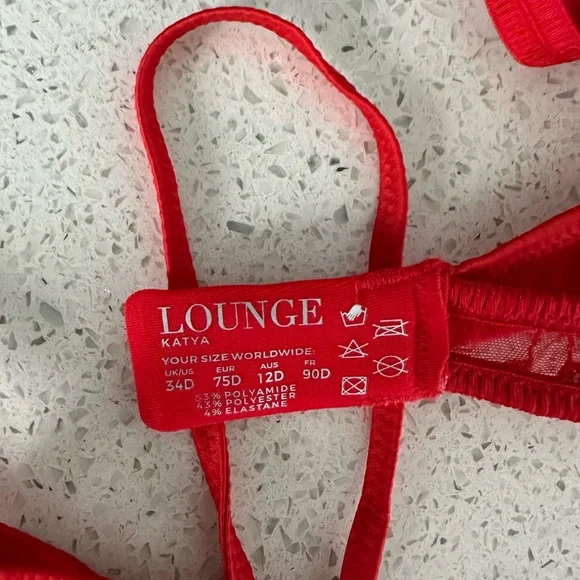 LOUNGE
KATYA
YOUR SIZE WORLDWIDE:
UK/US EUR AUS FR
34D 75D 12D 90D
53% POLYAMIDE
43% POLYESTER
4% ELASTANE